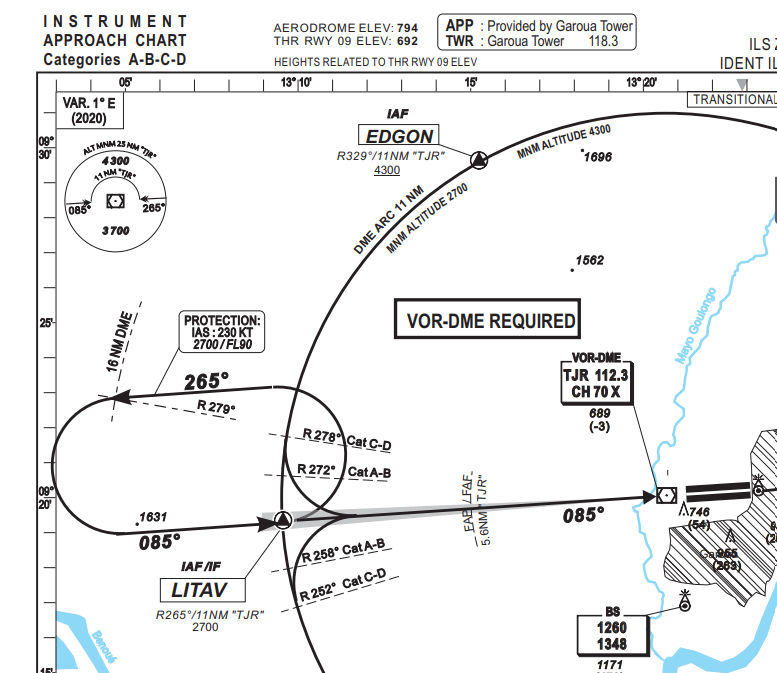 INSTRUMENT
APPROACH CHART
Categories A-B-C-D
AERODROME ELEV: 794
THR RWY 09 ELEV: 692
HEIGHTS RELATED TO THR RWY 09 ELEV
APP : Provided by Garoua Tower
TWR : Garoua Tower 118.3
ILS Z
IDENT IL
05'
13°10'
15'
13°20'
TRANSITIONAL
VAR. 1° E
(2020)
09°
30'
ALT MNM 25 NM "TJR"
4300
11 NM "TJR"
085°
265°
3700
IAF
EDGON
R329°/11NM "TJR"
4300
MNM ALTITUDE 4300
1696
DME ARC 11 NM
MNM ALTITUDE 2700
1562
25'
16 NM DME
PROTECTION:
IAS : 230 KT
2700 / FL90
VOR-DME REQUIRED
Mayo Goulongo
265°
R 279°
VOR-DME
TJR 112.3
CH 70 X
689
(-3)
R 278° Cat C-D
R 272° Cat A-B
09°
20'
1631
085°
FAP / FAF
5.6NM "TJR"
085°
746
(54)
(263)
IAF/IF
LITAV
R265°/11NM "TJR"
2700
R 258° Cat A-B
R 252° Cat C-D
BS
1260
1348
1171
Benoué
15'